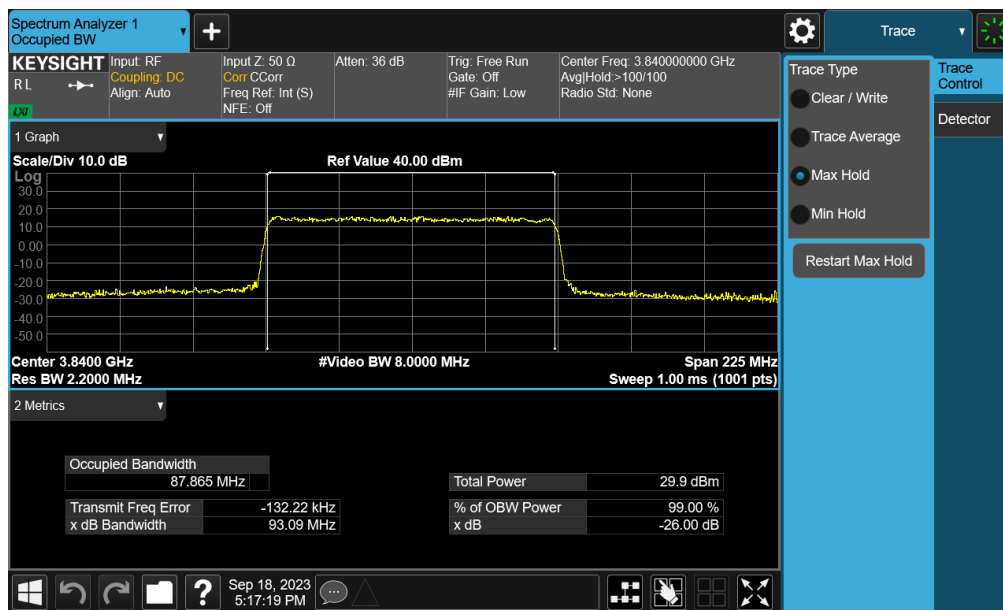 Spectrum Analyzer 1
Occupied BW
Trace
KEYSIGHT
RL
LXI
Input: RF
Coupling: DC
Align: Auto
Input Z: 50 Ω
Corr CCorr
Freq Ref: Int (S)
NFE: Off
Atten: 36 dB
Trig: Free Run
Gate: Off
#IF Gain: Low
Center Freq: 3.840000000 GHz
Avg|Hold:>100/100
Radio Std: None
Trace Type
Clear / Write
Trace Average
Max Hold
Min Hold
Restart Max Hold
Trace
Control
Detector
1 Graph
Scale/Div 10.0 dB
Ref Value 40.00 dBm
Log
30.0
20.0
10.0
0.00
-10.0
-20.0
-30.0
-40.0
-50.0
Center 3.8400 GHz
#Video BW 8.0000 MHz
Span 225 MHz
Res BW 2.2000 MHz
Sweep 1.00 ms (1001 pts)
2 Metrics
Occupied Bandwidth
87.865 MHz
Total Power 29.9 dBm
Transmit Freq Error -132.22 kHz
% of OBW Power 99.00 %
x dB Bandwidth 93.09 MHz
x dB -26.00 dB
?
Sep 18, 2023
5:17:19 PM